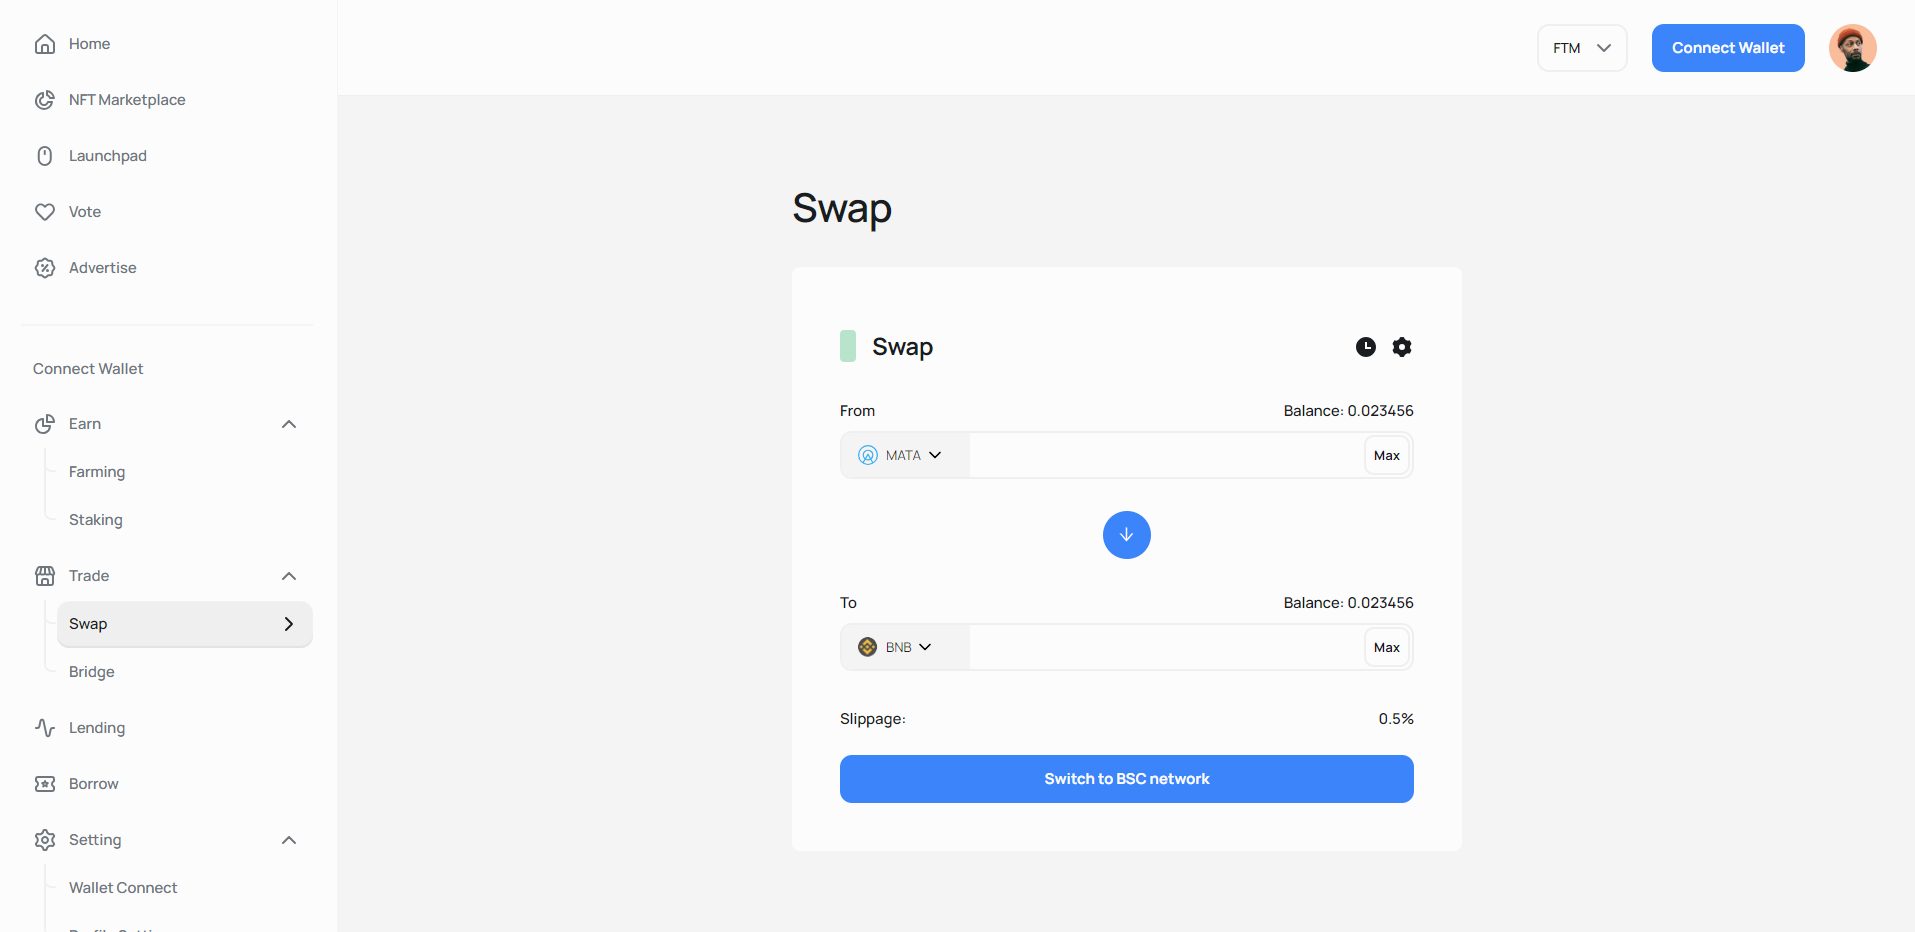 Home
NFT Marketplace
Launchpad
Vote
Advertise
Connect Wallet
Earn
Farming
Staking
Trade
Swap
Bridge
Lending
Borrow
Setting
Wallet Connect
FTM
Connect Wallet
Swap
Swap
From Balance: 0.023456
MATA Max
To Balance: 0.023456
BNB Max
Slippage: 0.5%
Switch to BSC network